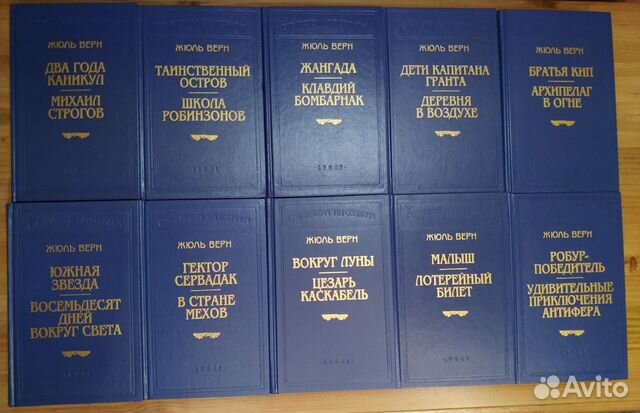 ЖЮЛЬ ВЕРН
ДВА ГОДА
КАНИКУЛ
МИХАИЛ
СТРОГОВ
ЖЮЛЬ ВЕРН
ТАИНСТВЕННЫЙ
ОСТРОВ
ШКОЛА
РОБИНЗОНОВ
ЖЮЛЬ ВЕРН
ЖАНГАДА
КЛАВДИЙ
БОМБАРНАК
ЖЮЛЬ ВЕРН
ДЕТИ КАПИТАНА
ГРАНТА
ДЕРЕВНЯ
В ВОЗДУХЕ
ЖЮЛЬ ВЕРН
БРАТЬЯ КИП
АРХИПЕЛАГ
В ОГНЕ
ЖЮЛЬ ВЕРН
ЮЖНАЯ
ЗВЕЗДА
ВОСЕМЬДЕСЯТ
ДНЕЙ
ВОКРУГ СВЕТА
ЖЮЛЬ ВЕРН
ГЕКТОР
СЕРВАДАК
В СТРАНЕ
МЕХОВ
ЖЮЛЬ ВЕРН
ВОКРУГ ЛУНЫ
ЦЕЗАРЬ
КАСКАБЕЛЬ
ЖЮЛЬ ВЕРН
МАЛЫШ
ЛОТЕРЕЙНЫЙ
БИЛЕТ
ЖЮЛЬ ВЕРН
РОБУР-
ПОБЕДИТЕЛЬ
УДИВИТЕЛЬНЫЕ
ПРИКЛЮЧЕНИЯ
АНТИФЕРА
Avito